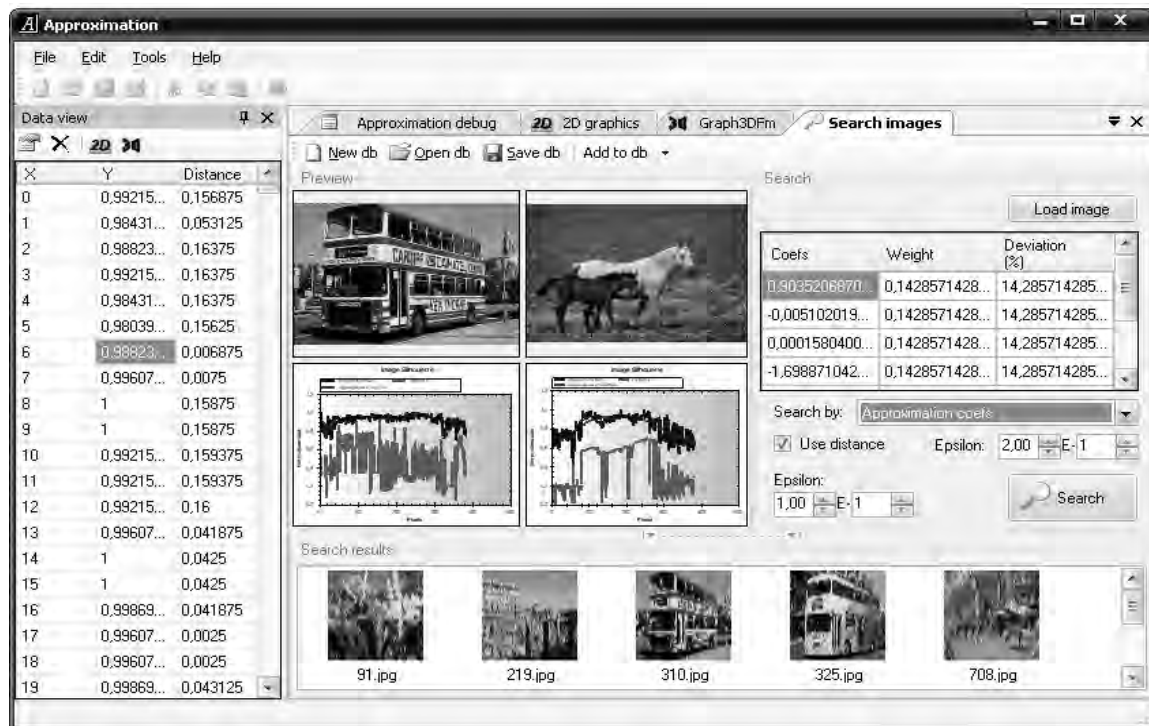 Approximation
File Edit Tools Help
Data view
2D
X Y Distance
0 0,99215... 0,156875
1 0,98431... 0,053125
2 0,98823... 0,16375
3 0,99215... 0,16375
4 0,98431... 0,16375
5 0,98039... 0,15625
6 0,98823... 0,006875
7 0,99607... 0,0075
8 1 0,15875
9 1 0,15875
10 0,99215... 0,159375
11 0,99215... 0,159375
12 0,99215... 0,16
13 0,99607... 0,041875
14 1 0,0425
15 1 0,0425
16 0,99869... 0,041875
17 0,99607... 0,0025
18 0,99607... 0,0025
19 0,99869... 0,043125
Approximation debug 2D 2D graphics Graph3DFm Search images
New db Open db Save db Add to db
Preview
Image Silhouette
Image Silhouette
Pixels
Pixels
Search
Load image
Coefs Weight Deviation (%)
0,9035206870... 0,1428571428... 14,285714285...
-0,005102019... 0,1428571428... 14,285714285...
0,0001580400... 0,1428571428... 14,285714285...
-1,698871042... 0,1428571428... 14,285714285...
Search by: Approximation coefs
Use distance Epsilon: 2,00 E- 1
Epsilon:
1,00 E- 1
Search
Search results
91.jpg 219.jpg 310.jpg 325.jpg 708.jpg